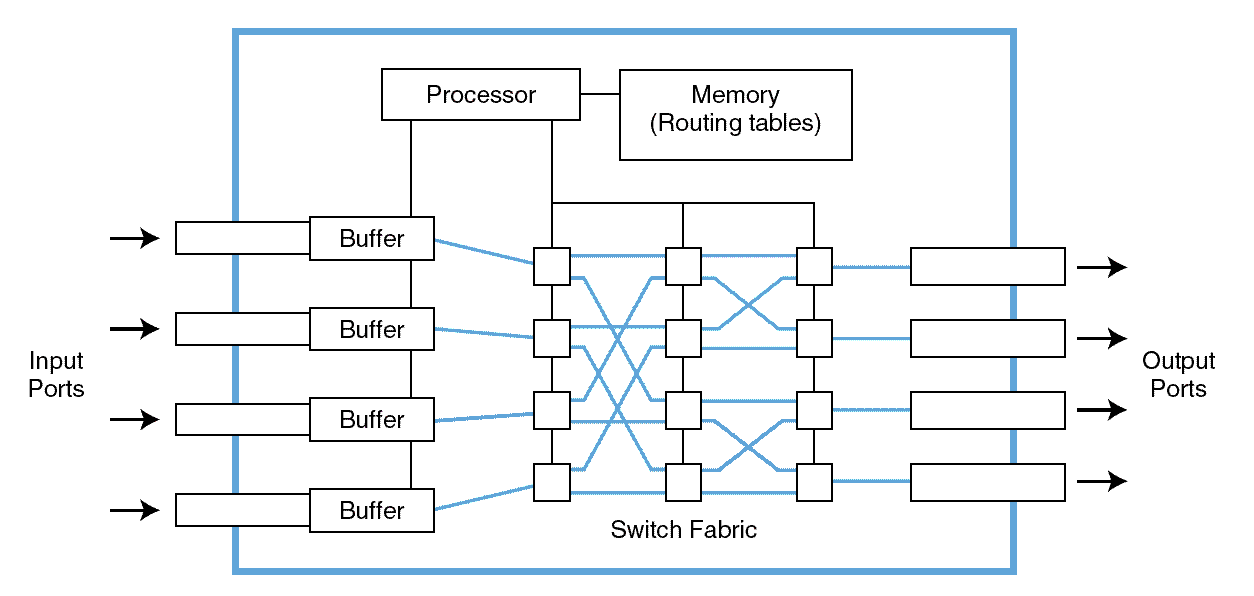 Processor
Memory
(Routing tables)
Buffer
Buffer
Input
Ports
Output
Ports
Buffer
Buffer
Switch Fabric